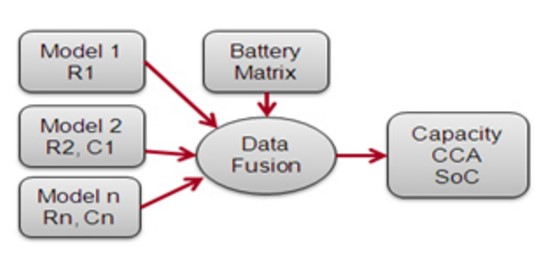 Model 1
R1
Battery
Matrix
Model 2
R2, C1
Data
Fusion
Capacity
CCA
SoC
Model n
Rn, Cn